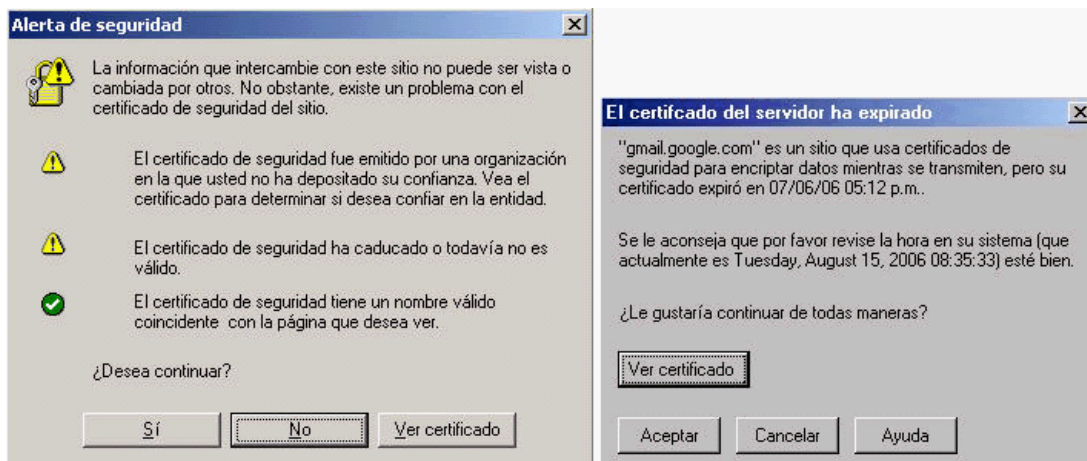 Alerta de seguridad
La información que intercambie con este sitio no puede ser vista o
cambiada por otros. No obstante, existe un problema con el
certificado de seguridad del sitio.
El certificado de seguridad fue emitido por una organización
en la que usted no ha depositado su confianza. Vea el
certificado para determinar si desea confiar en la entidad.
El certificado de seguridad ha caducado o todavía no es
válido.
El certificado de seguridad tiene un nombre válido
coincidente con la página que desea ver.
¿Desea continuar?
Sí No Ver certificado
El certifcado del servidor ha expirado
"gmail.google.com" es un sitio que usa certificados de
seguridad para encriptar datos mientras se transmiten, pero su
certificado expiró en 07/06/06 05:12 p.m..
Se le aconseja que por favor revise la hora en su sistema (que
actualmente es Tuesday, August 15, 2006 08:35:33) esté bien.
¿Le gustaría continuar de todas maneras?
Ver certificado
Aceptar Cancelar Ayuda